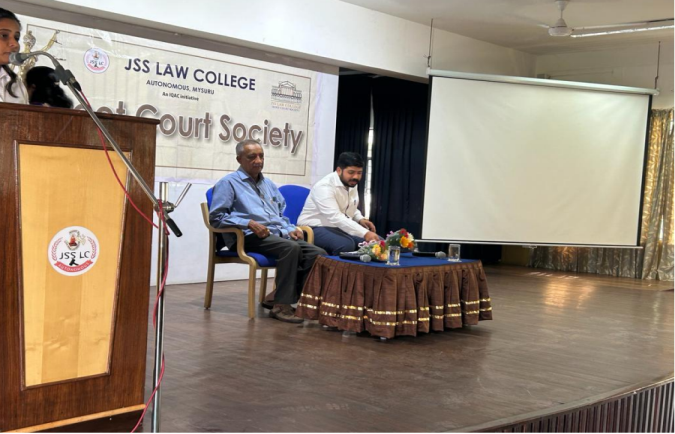 JSS LAW COLLEGE
AUTONOMOUS, MYSURU
An IQAC Initiative
Court Society
JSS LC